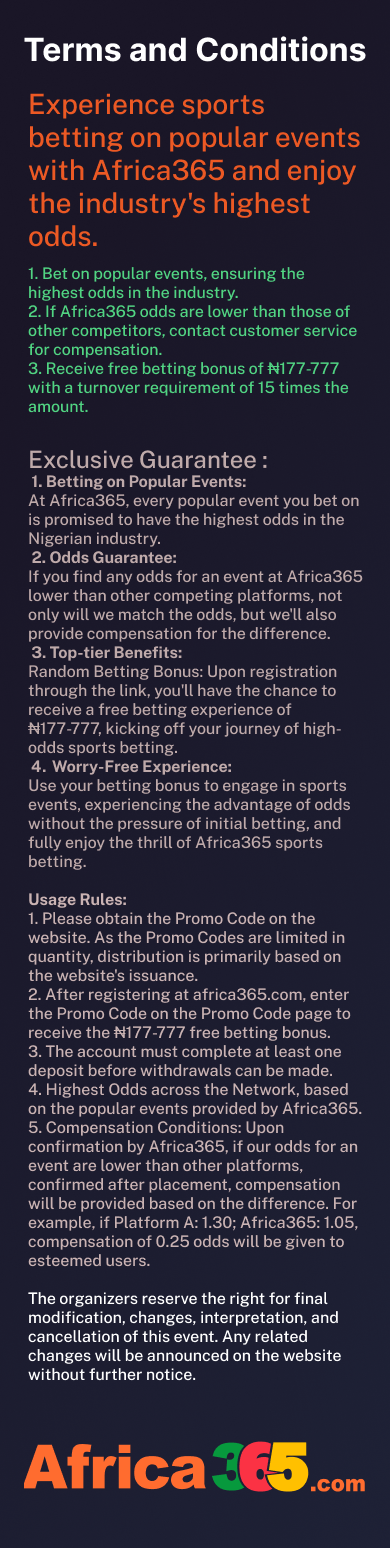 Terms and Conditions
Experience sports
betting on popular events
with Africa365 and enjoy
the industry's highest
odds.
1. Bet on popular events, ensuring the
highest odds in the industry.
2. If Africa365 odds are lower than those of
other competitors, contact customer service
for compensation.
3. Receive free betting bonus of ₦177-777
with a turnover requirement of 15 times the
amount.
Exclusive Guarantee :
1. Betting on Popular Events:
At Africa365, every popular event you bet on
is promised to have the highest odds in the
Nigerian industry.
2. Odds Guarantee:
If you find any odds for an event at Africa365
lower than other competing platforms, not
only will we match the odds, but we'll also
provide compensation for the difference.
3. Top-tier Benefits:
Random Betting Bonus: Upon registration
through the link, you'll have the chance to
receive a free betting experience of
₦177-777, kicking off your journey of high-
odds sports betting.
4. Worry-Free Experience:
Use your betting bonus to engage in sports
events, experiencing the advantage of odds
without the pressure of initial betting, and
fully enjoy the thrill of Africa365 sports
betting.
Usage Rules:
1. Please obtain the Promo Code on the
website. As the Promo Codes are limited in
quantity, distribution is primarily based on
the website's issuance.
2. After registering at africa365.com, enter
the Promo Code on the Promo Code page to
receive the ₦177-777 free betting bonus.
3. The account must complete at least one
deposit before withdrawals can be made.
4. Highest Odds across the Network, based
on the popular events provided by Africa365.
5. Compensation Conditions: Upon
confirmation by Africa365, if our odds for an
event are lower than other platforms,
confirmed after placement, compensation
will be provided based on the difference. For
example, if Platform A: 1.30; Africa365: 1.05,
compensation of 0.25 odds will be given to
esteemed users.
The organizers reserve the right for final
modification, changes, interpretation, and
cancellation of this event. Any related
changes will be announced on the website
without further notice.
Africa365.com